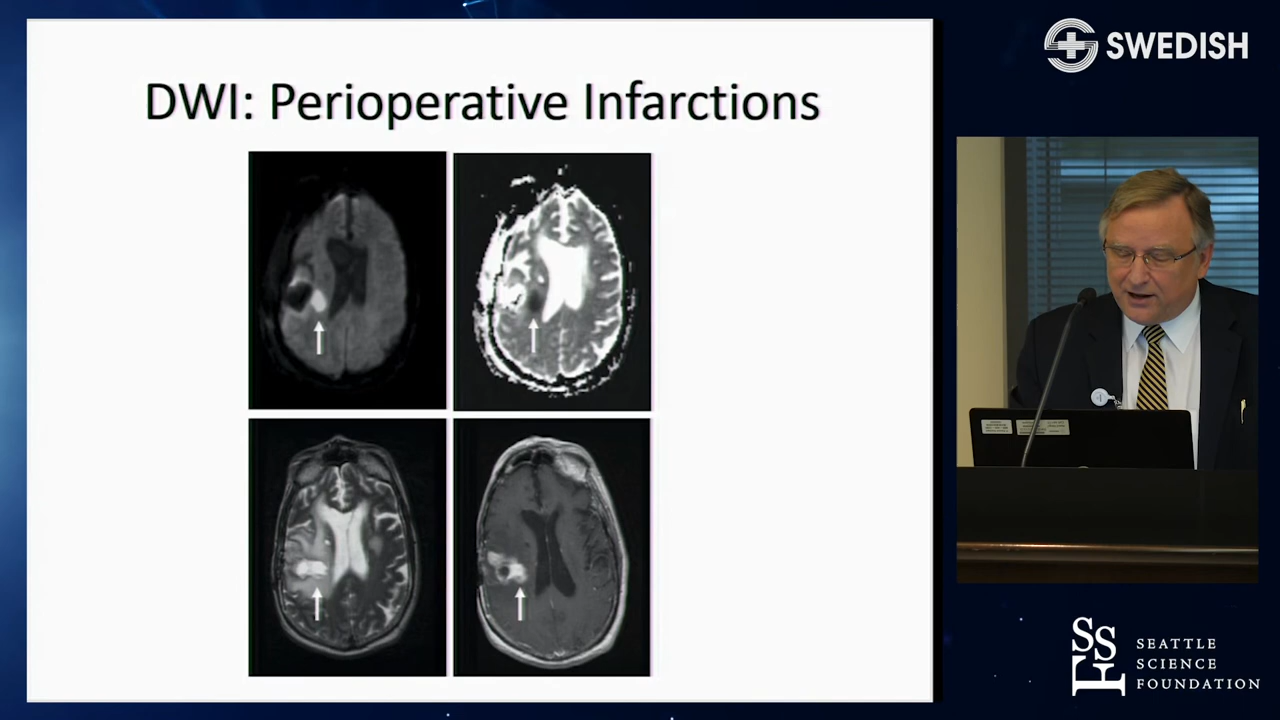 DWI: Perioperative Infarctions
SWEDISH
SEATTLE
SCIENCE
FOUNDATION